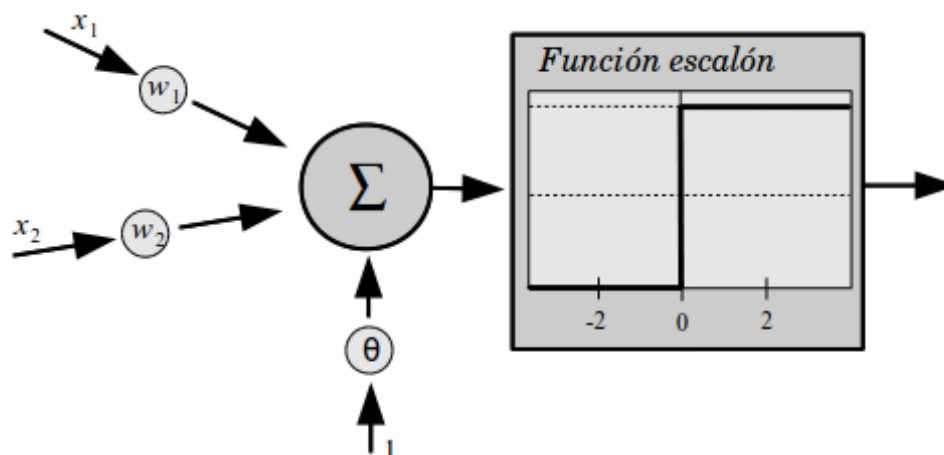 x₁
w₁
Función escalón
x₂
w₂
Σ
-2 0 2
θ
1